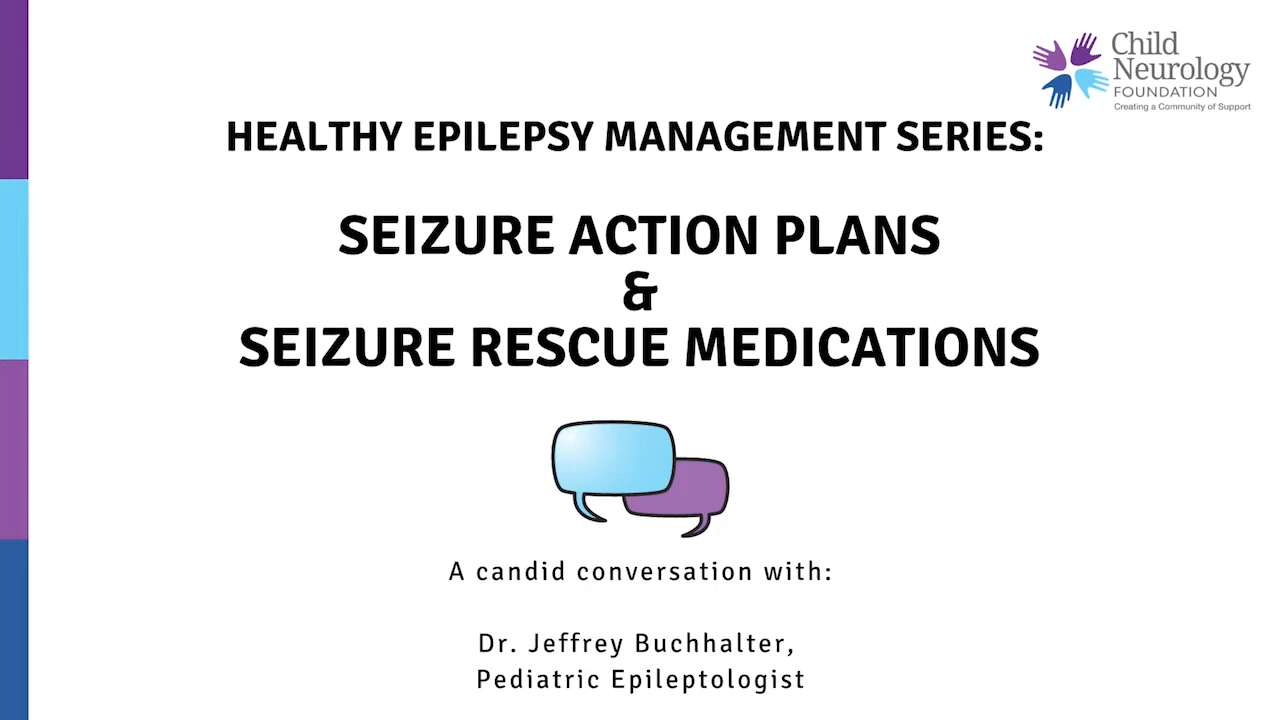 Child
Neurology
FOUNDATION
Creating a Community of Support
HEALTHY EPILEPSY MANAGEMENT SERIES:
SEIZURE ACTION PLANS
&
SEIZURE RESCUE MEDICATIONS
A candid conversation with:
Dr. Jeffrey Buchhalter,
Pediatric Epileptologist